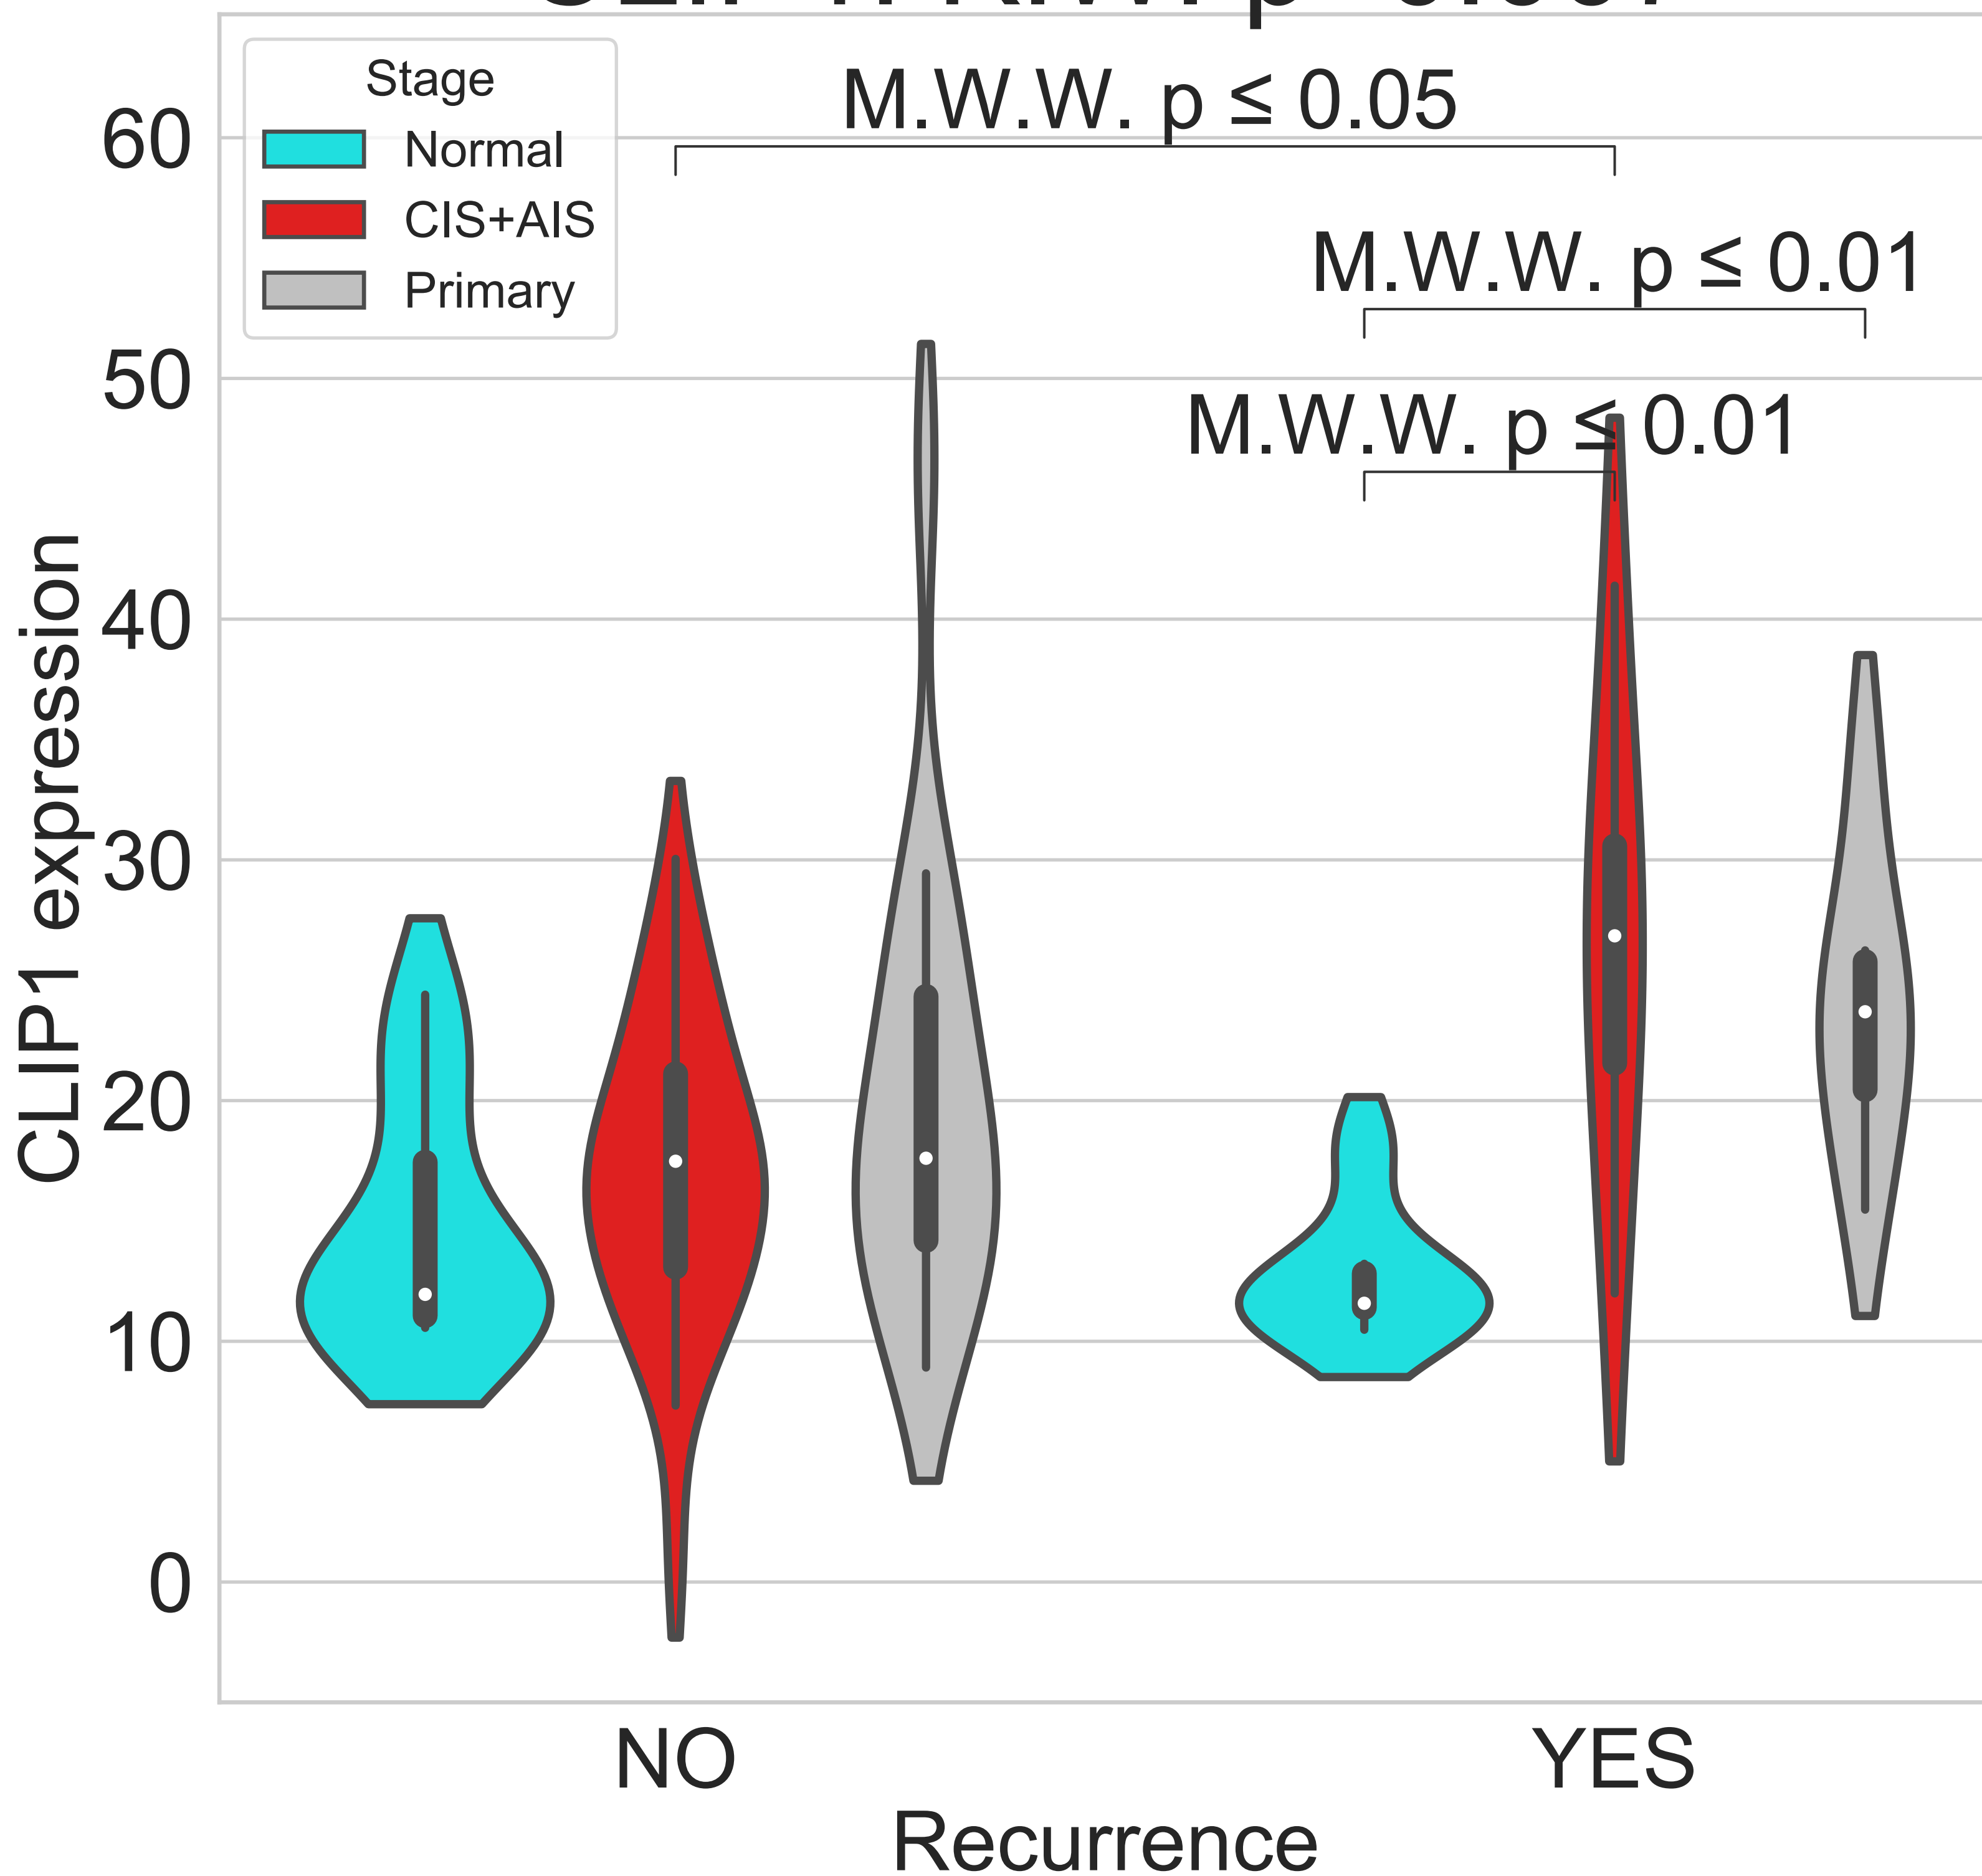 M.W.W. p ≤ 0.05
M.W.W. p ≤ 0.01
M.W.W. p ≤ 0.01
Stage
Normal
CIS+AIS
Primary
60
50
40
30
20
10
0
CLIP1 expression
NO
YES
Recurrence